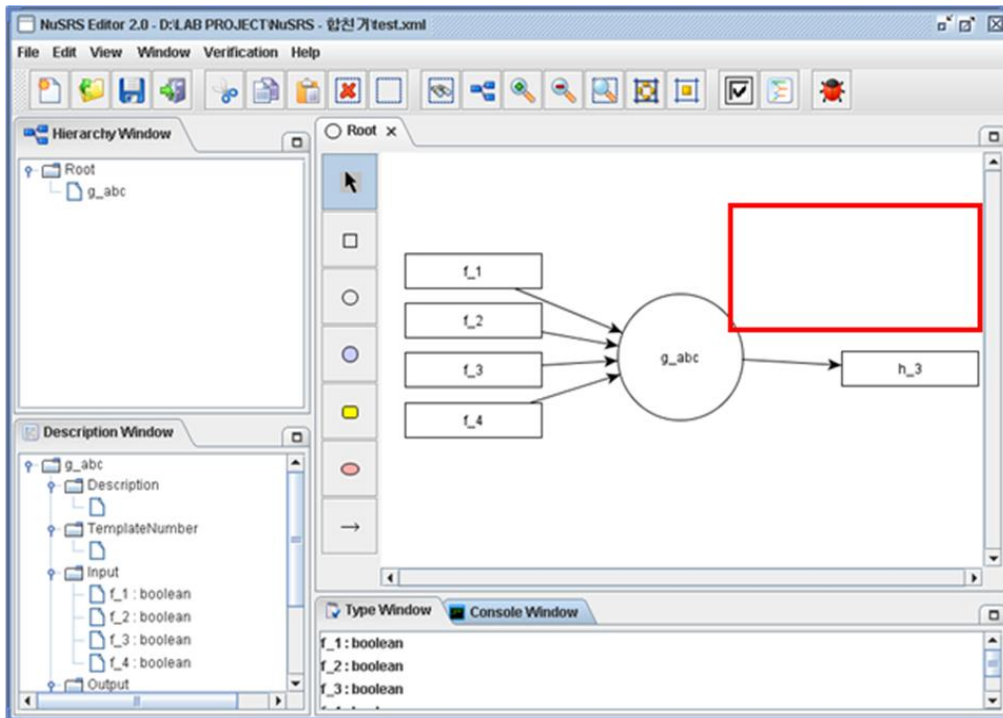 NuSRS Editor 2.0 - D:\LAB PROJECT\NuSRS - 합친거\test.xml
File Edit View Window Verification Help
Hierarchy Window
Root
g_abc
Root
f_1
f_2
f_3
f_4
g_abc
h_3
Description Window
g_abc
Description
TemplateNumber
Input
f_1 : boolean
f_2 : boolean
f_3 : boolean
f_4 : boolean
Output
Type Window
Console Window
f_1 : boolean
f_2 : boolean
f_3 : boolean